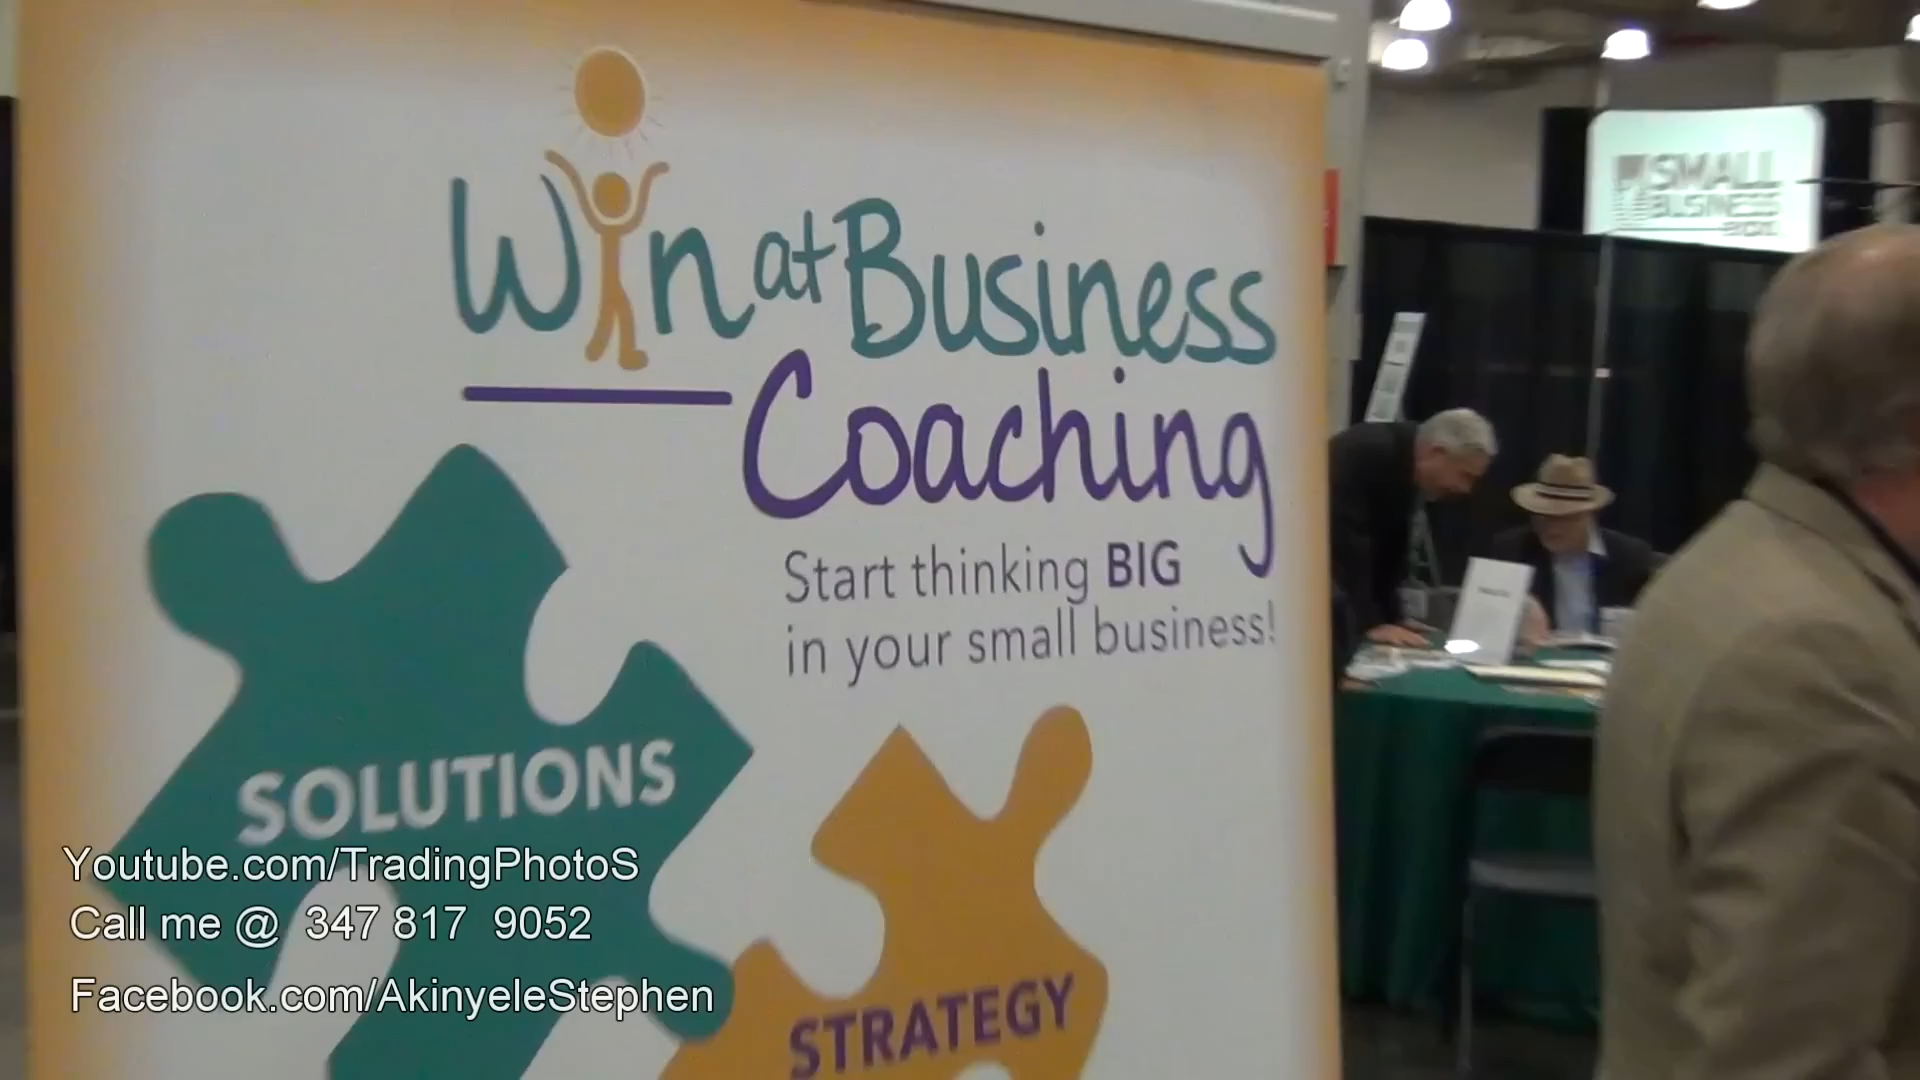 Win at Business
Coaching
Start thinking BIG
in your small business!
SOLUTIONS
STRATEGY
SMALL
BUSINESS
Youtube.com/TradingPhotoS
Call me @ 347 817 9052
Facebook.com/AkinyeleStephen